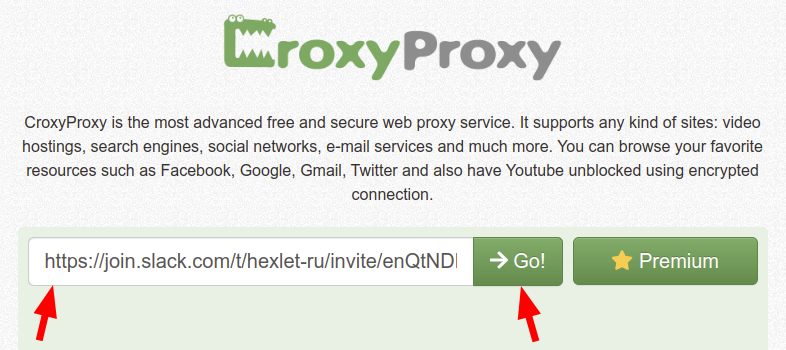 CroxyProxy
CroxyProxy is the most advanced free and secure web proxy service. It supports any kind of sites: video
hostings, search engines, social networks, e-mail services and much more. You can browse your favorite
resources such as Facebook, Google, Gmail, Twitter and also have Youtube unblocked using encrypted
connection.
https://join.slack.com/t/hexlet-ru/invite/enQtNDI
Go!
Premium